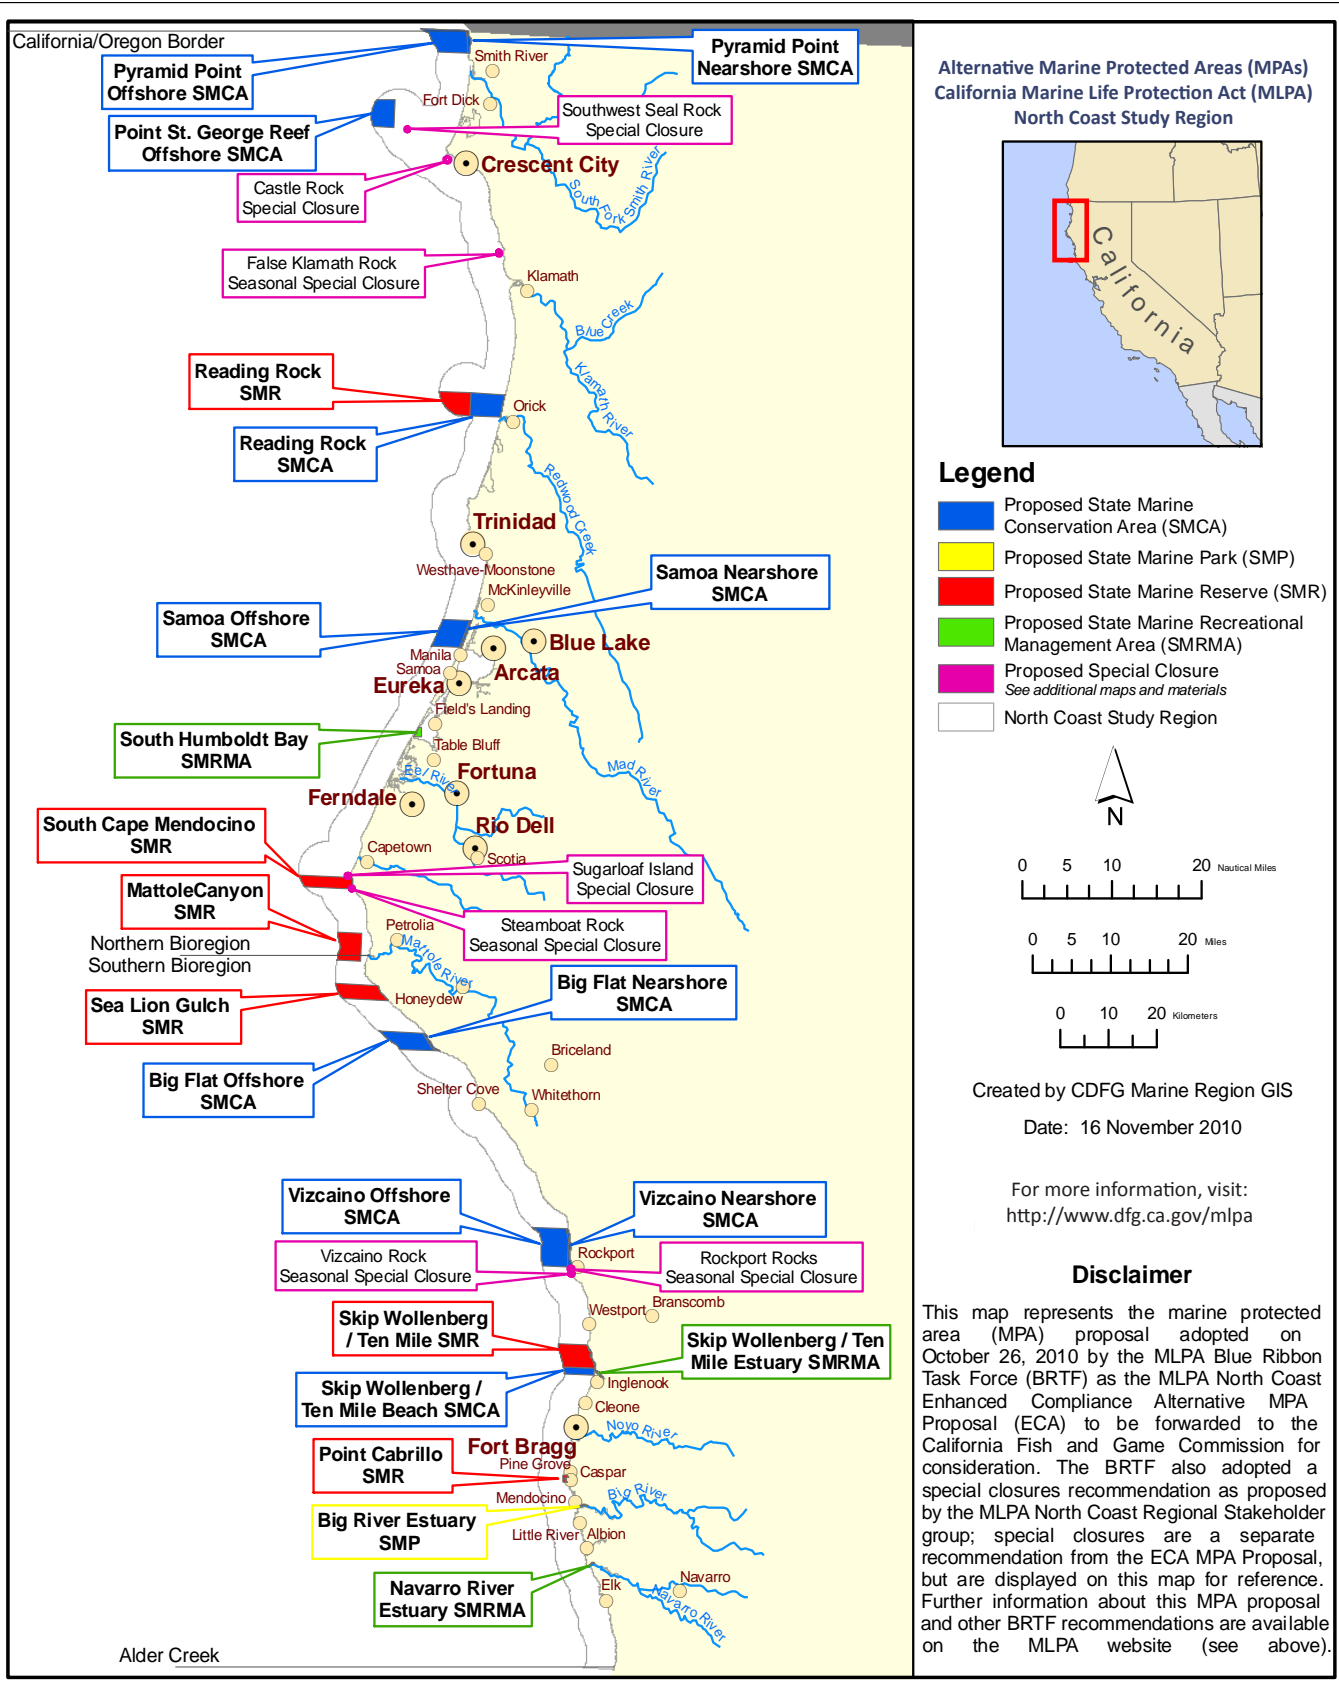 California/Oregon Border
Pyramid Point
Offshore SMCA
Pyramid Point
Nearshore SMCA
Smith River
Fort Dick
Point St. George Reef
Offshore SMCA
Southwest Seal Rock
Special Closure
Crescent City
Castle Rock
Special Closure
South Fork Smith River
False Klamath Rock
Seasonal Special Closure
Klamath
Blue Creek
Klamath River
Reading Rock
SMR
Orick
Reading Rock
SMCA
Redwood Creek
Trinidad
Westhave-Moonstone
McKinleyville
Samoa Nearshore
SMCA
Samoa Offshore
SMCA
Blue Lake
Manila
Arcata
Samoa
Eureka
Field's Landing
South Humboldt Bay
SMRMA
Table Bluff
Eel River
Fortuna
Mad River
Ferndale
Rio Dell
South Cape Mendocino
SMR
Capetown
Scotia
Sugarloaf Island
Special Closure
MattoleCanyon
SMR
Steamboat Rock
Seasonal Special Closure
Petrolia
Northern Bioregion
Southern Bioregion
Mattole River
Big Flat Nearshore
SMCA
Sea Lion Gulch
SMR
Honeydew
Big Flat Offshore
SMCA
Briceland
Shelter Cove
Whitethorn
Vizcaino Offshore
SMCA
Vizcaino Nearshore
SMCA
Vizcaino Rock
Seasonal Special Closure
Rockport
Rockport Rocks
Seasonal Special Closure
Westport
Branscomb
Skip Wollenberg
/ Ten Mile SMR
Skip Wollenberg / Ten
Mile Estuary SMRMA
Skip Wollenberg /
Ten Mile Beach SMCA
Inglenook
Cleone
Noyo River
Fort Bragg
Point Cabrillo
SMR
Pine Grove
Caspar
Mendocino
Big River
Big River Estuary
SMP
Little River
Albion
Navarro River
Estuary SMRMA
Elk
Navarro
Navarro River
Alder Creek
Alternative Marine Protected Areas (MPAs)
California Marine Life Protection Act (MLPA)
North Coast Study Region
California
Legend
Proposed State Marine
Conservation Area (SMCA)
Proposed State Marine Park (SMP)
Proposed State Marine Reserve (SMR)
Proposed State Marine Recreational
Management Area (SMRMA)
Proposed Special Closure
See additional maps and materials
North Coast Study Region
N
0 5 10 20 Nautical Miles
0 5 10 20 Miles
0 10 20 Kilometers
Created by CDFG Marine Region GIS
Date: 16 November 2010
For more information, visit:
http://www.dfg.ca.gov/mlpa
Disclaimer
This map represents the marine protected
area (MPA) proposal adopted on
October 26, 2010 by the MLPA Blue Ribbon
Task Force (BRTF) as the MLPA North Coast
Enhanced Compliance Alternative MPA
Proposal (ECA) to be forwarded to the
California Fish and Game Commission for
consideration. The BRTF also adopted a
special closures recommendation as proposed
by the MLPA North Coast Regional Stakeholder
group; special closures are a separate
recommendation from the ECA MPA Proposal,
but are displayed on this map for reference.
Further information about this MPA proposal
and other BRTF recommendations are available
on the MLPA website (see above).